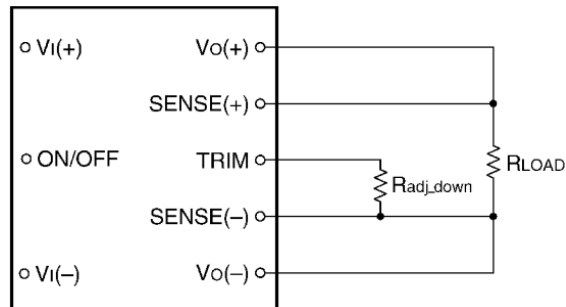 VI(+)
VO(+)
SENSE(+)
ON/OFF
TRIM
RLOAD
Radj_down
SENSE(–)
VI(–)
VO(–)